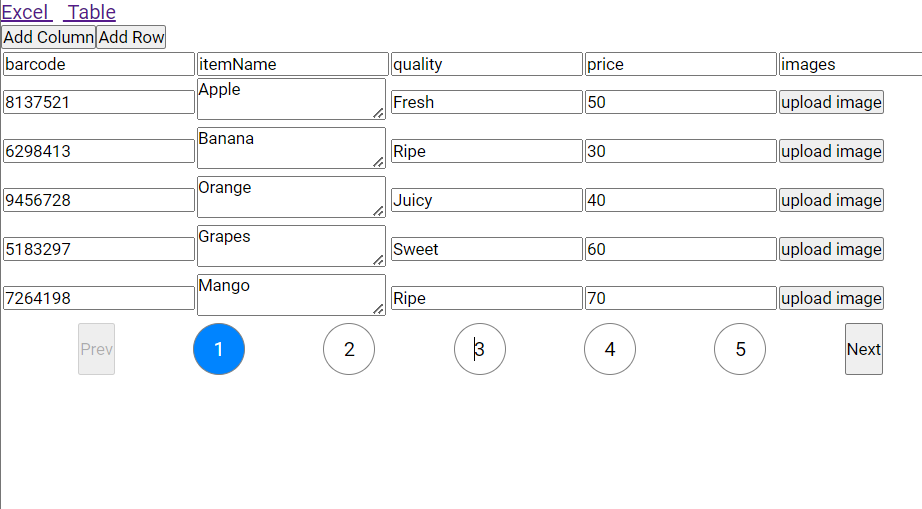 Excel Table
Add Column Add Row
barcode itemName quality price images
8137521 Apple Fresh 50 upload image
6298413 Banana Ripe 30 upload image
9456728 Orange Juicy 40 upload image
5183297 Grapes Sweet 60 upload image
7264198 Mango Ripe 70 upload image
Prev 1 2 3 4 5 Next